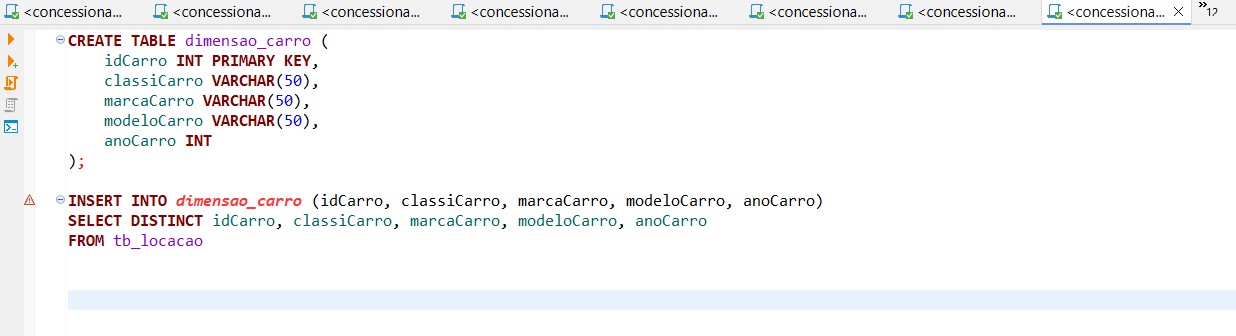 <concessiona... <concessiona... <concessiona... <concessiona... <concessiona... <concessiona... <concessiona... <concessiona... »12
CREATE TABLE dimensao_carro (
idCarro INT PRIMARY KEY,
classiCarro VARCHAR(50),
marcaCarro VARCHAR(50),
modeloCarro VARCHAR(50),
anoCarro INT
);
INSERT INTO dimensao_carro (idCarro, classiCarro, marcaCarro, modeloCarro, anoCarro)
SELECT DISTINCT idCarro, classiCarro, marcaCarro, modeloCarro, anoCarro
FROM tb_locacao